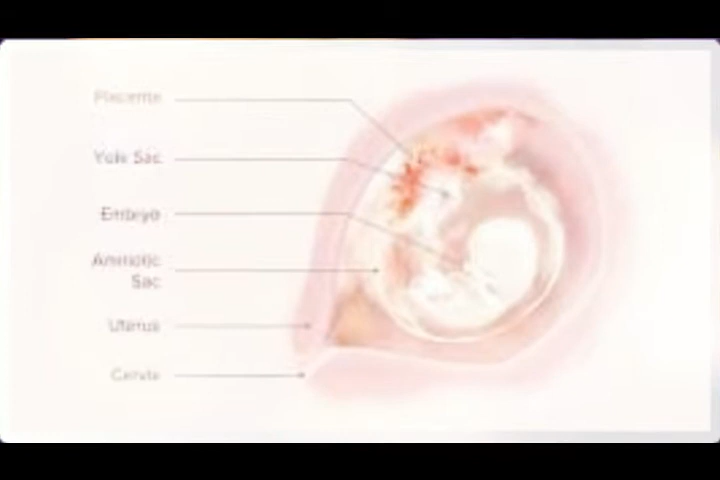 Placenta
Yolk Sac
Embryo
Amniotic
Sac
Uterus
Cervix